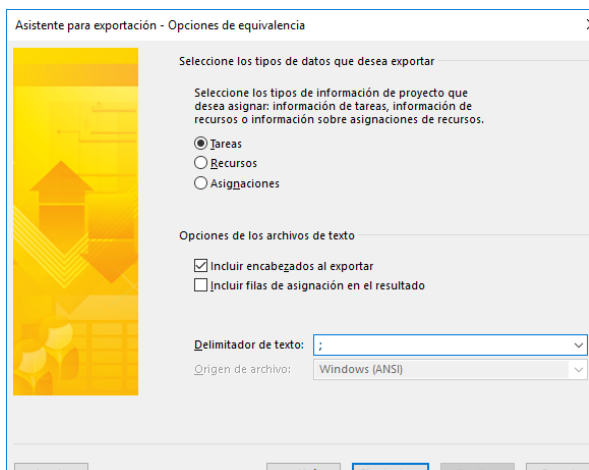 Asistente para exportación - Opciones de equivalencia
Seleccione los tipos de datos que desea exportar
Seleccione los tipos de información de proyecto que
desea asignar: información de tareas, información de
recursos o información sobre asignaciones de recursos.
Tareas
Recursos
Asignaciones
Opciones de los archivos de texto
Incluir encabezados al exportar
Incluir filas de asignación en el resultado
Delimitador de texto: ;
Origen de archivo: Windows (ANSI)